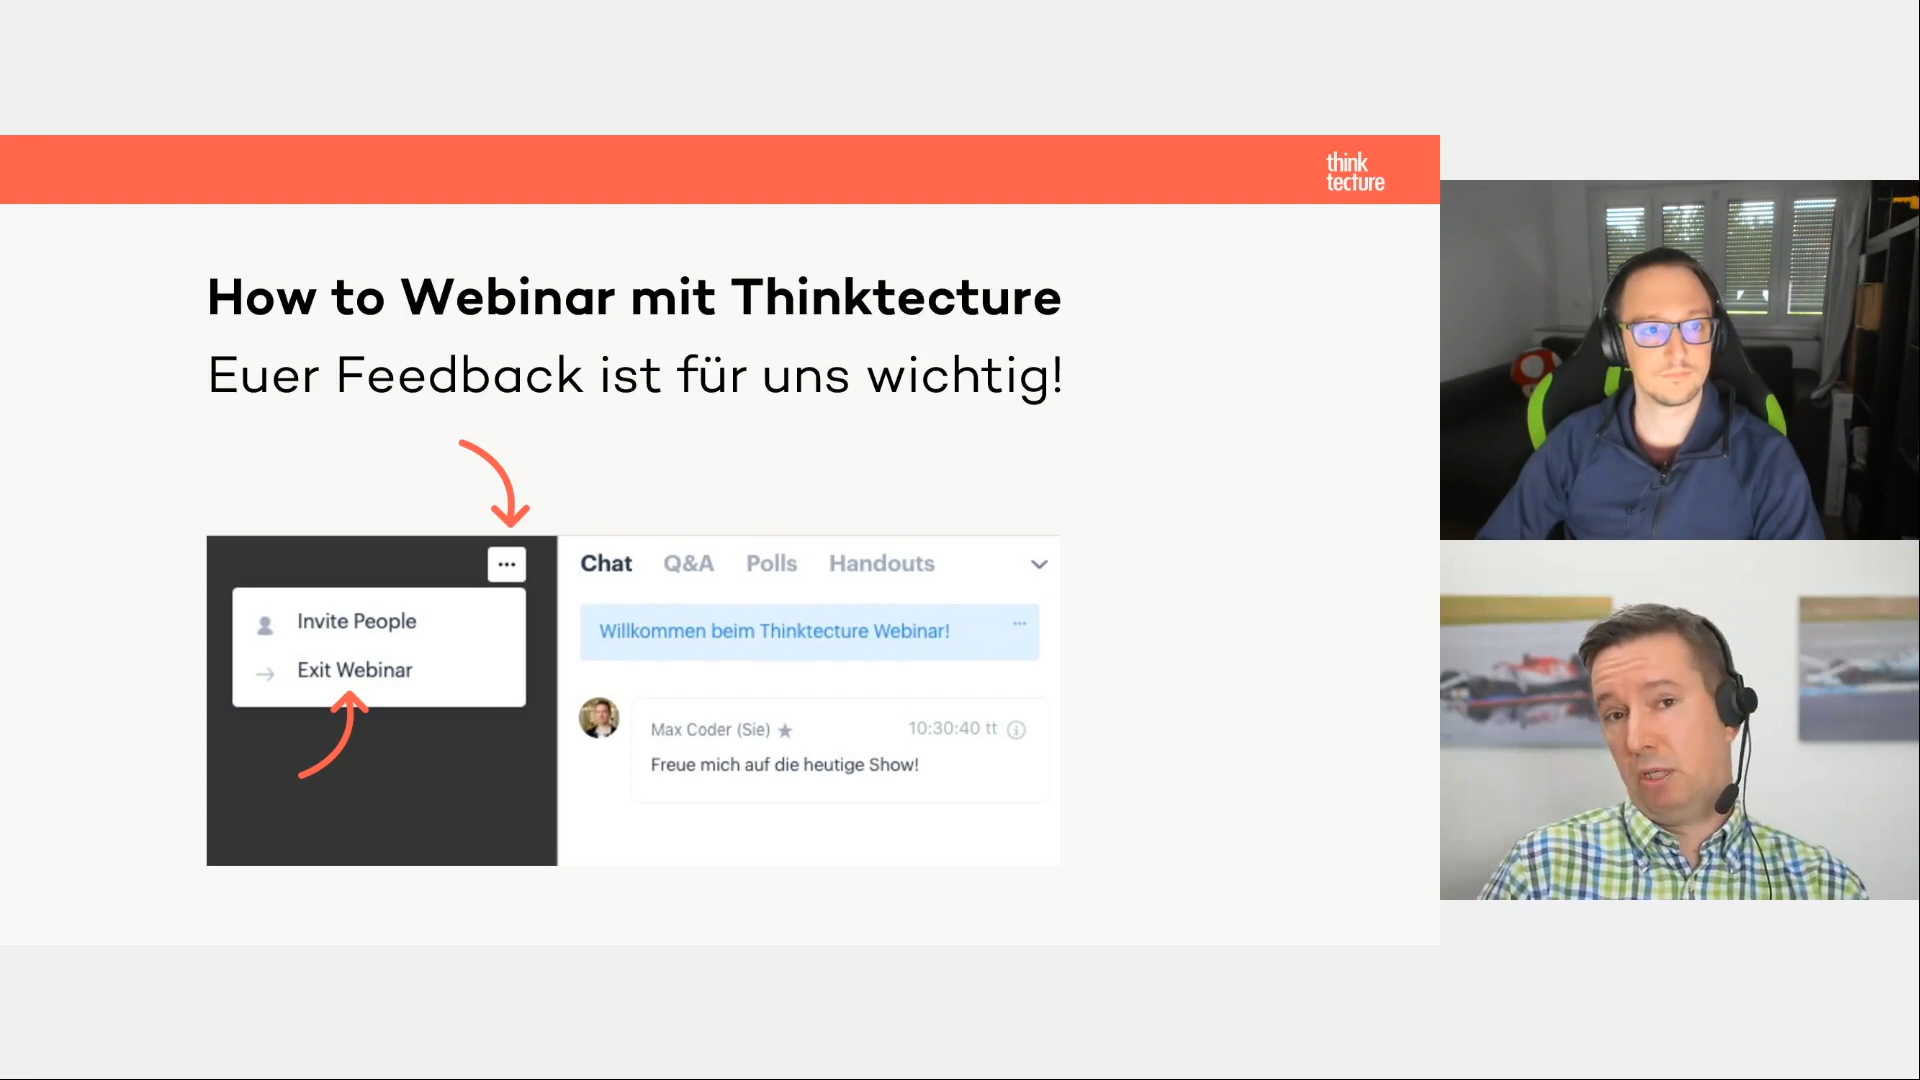 think
tecture
How to Webinar mit Thinktecture
Euer Feedback ist für uns wichtig!
Invite People
Exit Webinar
Chat Q&A Polls Handouts
Willkommen beim Thinktecture Webinar!
Max Coder (Sie) 10:30:40 tt
Freue mich auf die heutige Show!